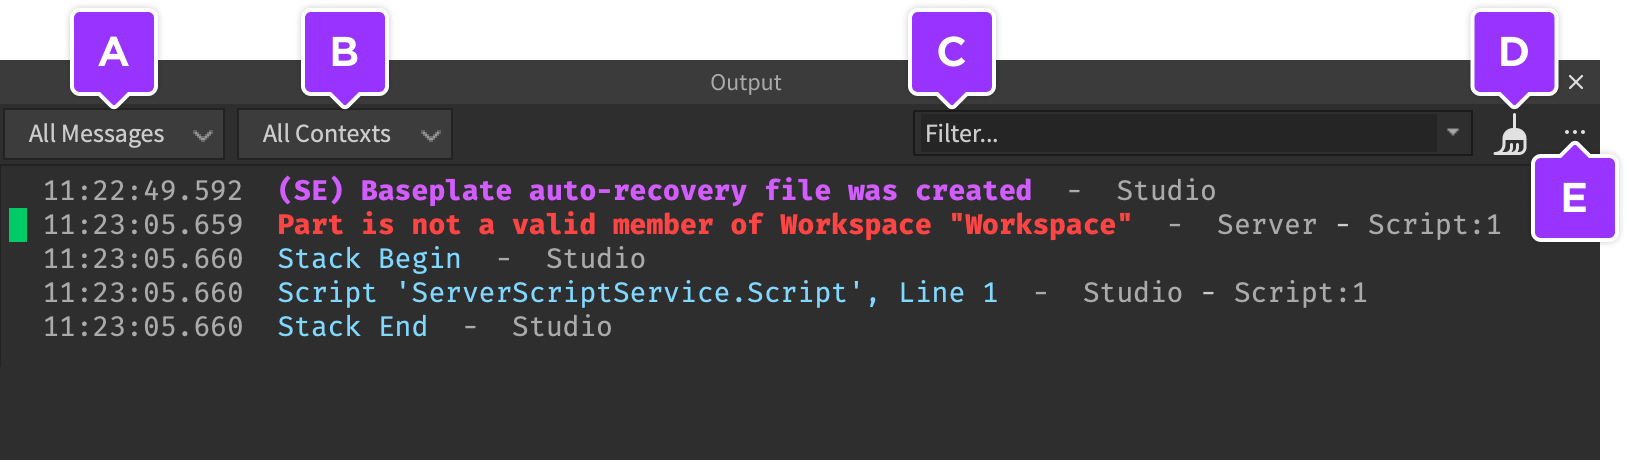 A B C D
Output
All Messages All Contexts Filter...
E
11:22:49.592 (SE) Baseplate auto-recovery file was created - Studio
11:23:05.659 Part is not a valid member of Workspace "Workspace" - Server - Script:1
11:23:05.660 Stack Begin - Studio
11:23:05.660 Script 'ServerScriptService.Script', Line 1 - Studio - Script:1
11:23:05.660 Stack End - Studio